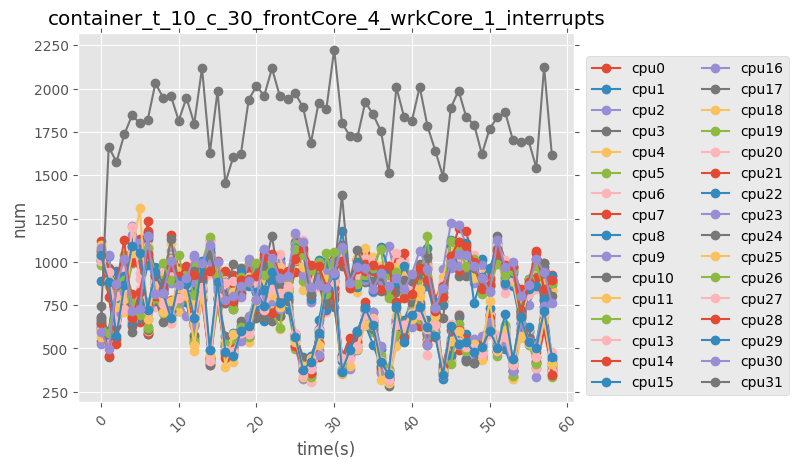 container_t_10_c_30_frontCore_4_wrkCore_1_interrupts
2250
2000
1750
1500
1250
1000
750
500
250
num
0
10
20
30
40
50
60
time(s)
cpu0
cpu1
cpu2
cpu3
cpu4
cpu5
cpu6
cpu7
cpu8
cpu9
cpu10
cpu11
cpu12
cpu13
cpu14
cpu15
cpu16
cpu17
cpu18
cpu19
cpu20
cpu21
cpu22
cpu23
cpu24
cpu25
cpu26
cpu27
cpu28
cpu29
cpu30
cpu31